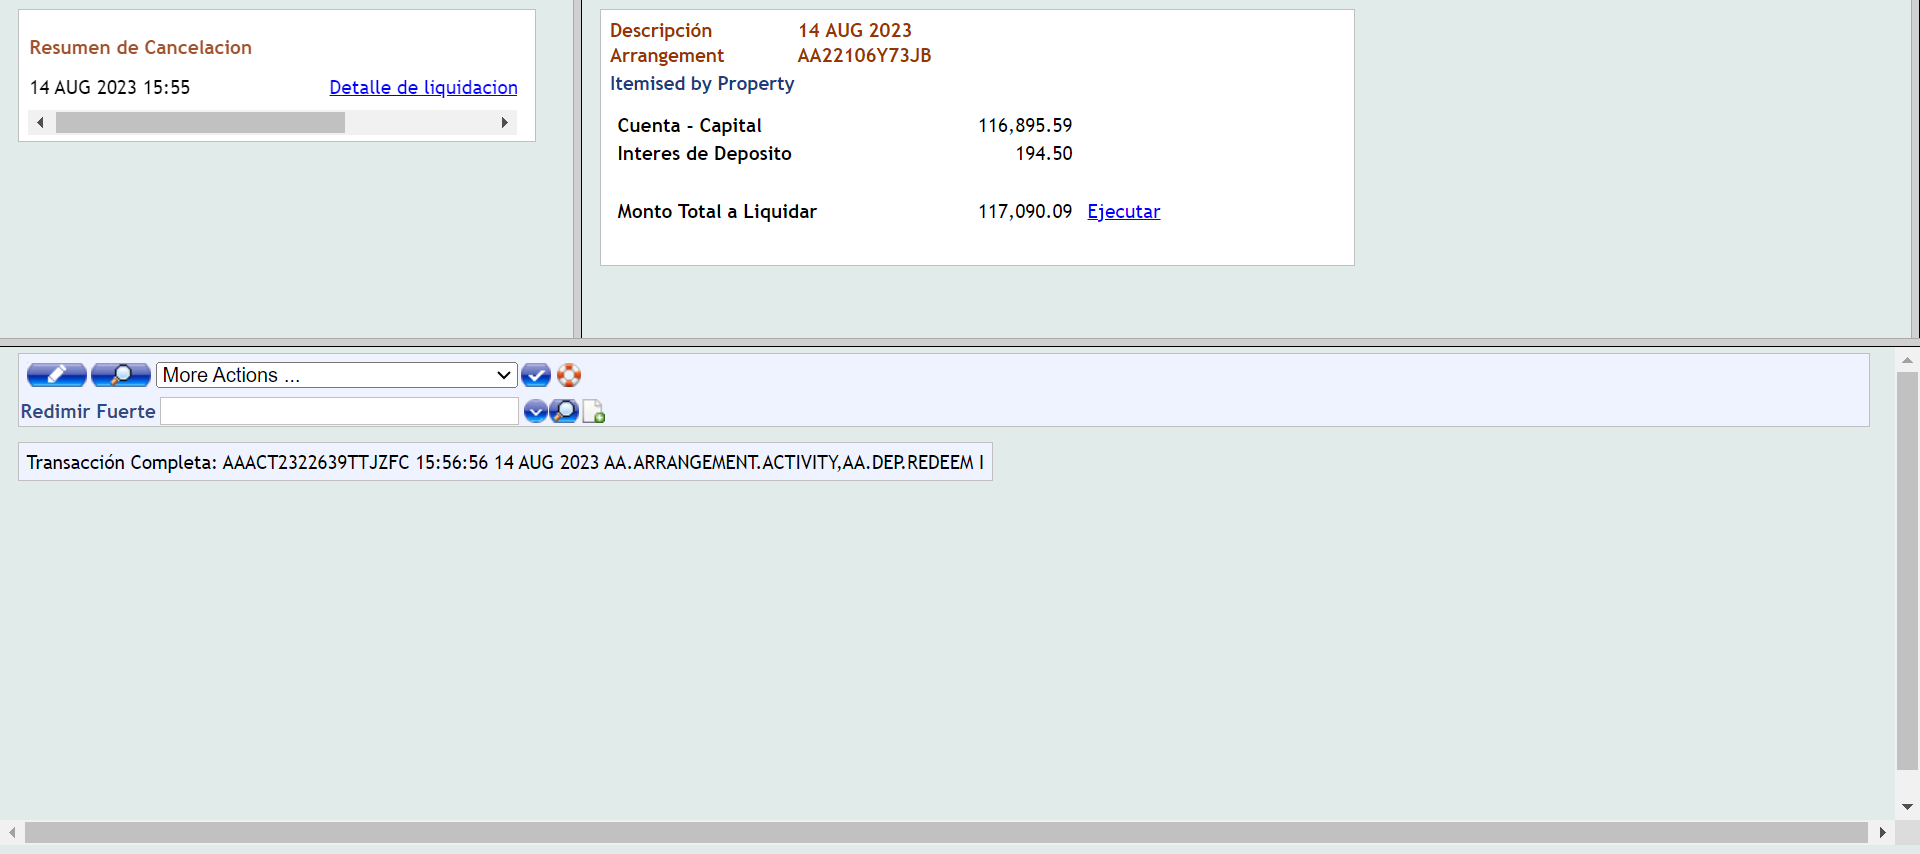 Resumen de Cancelacion
14 AUG 2023 15:55 Detalle de liquidacion
Descripción 14 AUG 2023
Arrangement AA22106Y73JB
Itemised by Property
Cuenta - Capital 116,895.59
Interes de Deposito 194.50
Monto Total a Liquidar 117,090.09 Ejecutar
More Actions ...
Redimir Fuerte
Transacción Completa: AAACT2322639TTJZFC 15:56:56 14 AUG 2023 AA.ARRANGEMENT.ACTIVITY,AA.DEP.REDEEM I